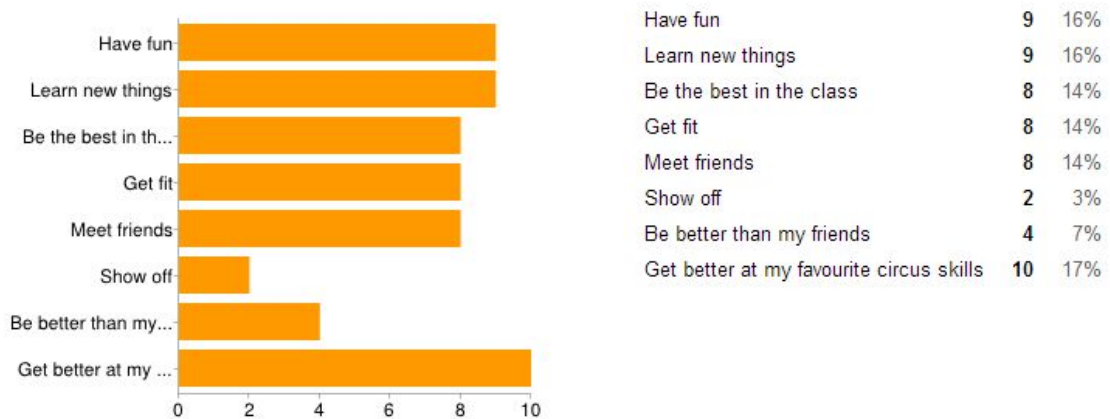 Have fun
Learn new things
Be the best in th...
Get fit
Meet friends
Show off
Be better than my...
Get better at my ...
0 2 4 6 8 10
Have fun 9 16%
Learn new things 9 16%
Be the best in the class 8 14%
Get fit 8 14%
Meet friends 8 14%
Show off 2 3%
Be better than my friends 4 7%
Get better at my favourite circus skills 10 17%